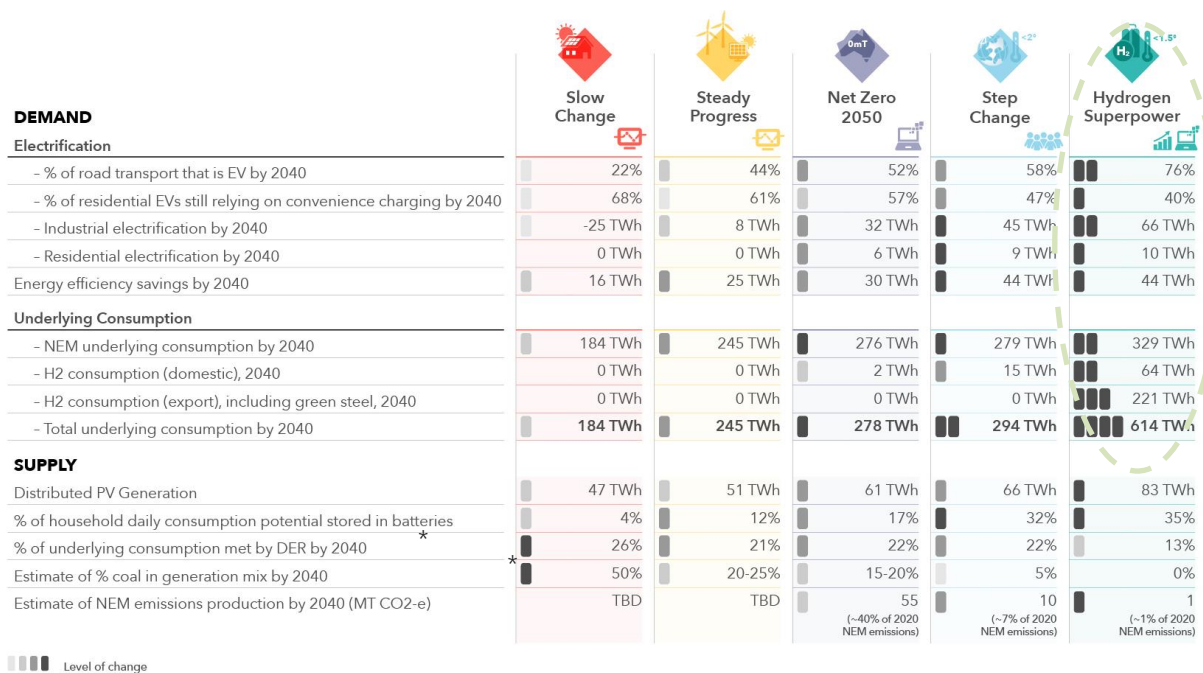 0mT
<2°
<1.5°
H₂
Slow Change
Steady Progress
Net Zero 2050
Step Change
Hydrogen Superpower
DEMAND
Electrification
– % of road transport that is EV by 2040 22% 44% 52% 58% 76%
– % of residential EVs still relying on convenience charging by 2040 68% 61% 57% 47% 40%
– Industrial electrification by 2040 -25 TWh 8 TWh 32 TWh 45 TWh 66 TWh
– Residential electrification by 2040 0 TWh 0 TWh 6 TWh 9 TWh 10 TWh
Energy efficiency savings by 2040 16 TWh 25 TWh 30 TWh 44 TWh 44 TWh
Underlying Consumption
– NEM underlying consumption by 2040 184 TWh 245 TWh 276 TWh 279 TWh 329 TWh
– H2 consumption (domestic), 2040 0 TWh 0 TWh 2 TWh 15 TWh 64 TWh
– H2 consumption (export), including green steel, 2040 0 TWh 0 TWh 0 TWh 0 TWh 221 TWh
– Total underlying consumption by 2040 184 TWh 245 TWh 278 TWh 294 TWh 614 TWh
SUPPLY
Distributed PV Generation 47 TWh 51 TWh 61 TWh 66 TWh 83 TWh
% of household daily consumption potential stored in batteries 4% 12% 17% 32% 35%
% of underlying consumption met by DER by 2040 * 26% 21% 22% 22% 13%
Estimate of % coal in generation mix by 2040 * 50% 20-25% 15-20% 5% 0%
Estimate of NEM emissions production by 2040 (MT CO2-e) TBD TBD 55 10 1
(~40% of 2020 (~7% of 2020 (~1% of 2020
NEM emissions) NEM emissions) NEM emissions)
Level of change